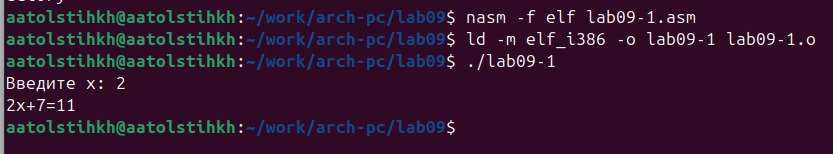 aatolstihkh@aatolstihkh:~/work/arch-pc/lab09$ nasm -f elf lab09-1.asm
aatolstihkh@aatolstihkh:~/work/arch-pc/lab09$ ld -m elf_i386 -o lab09-1 lab09-1.o
aatolstihkh@aatolstihkh:~/work/arch-pc/lab09$ ./lab09-1
Введите x: 2
2x+7=11
aatolstihkh@aatolstihkh:~/work/arch-pc/lab09$